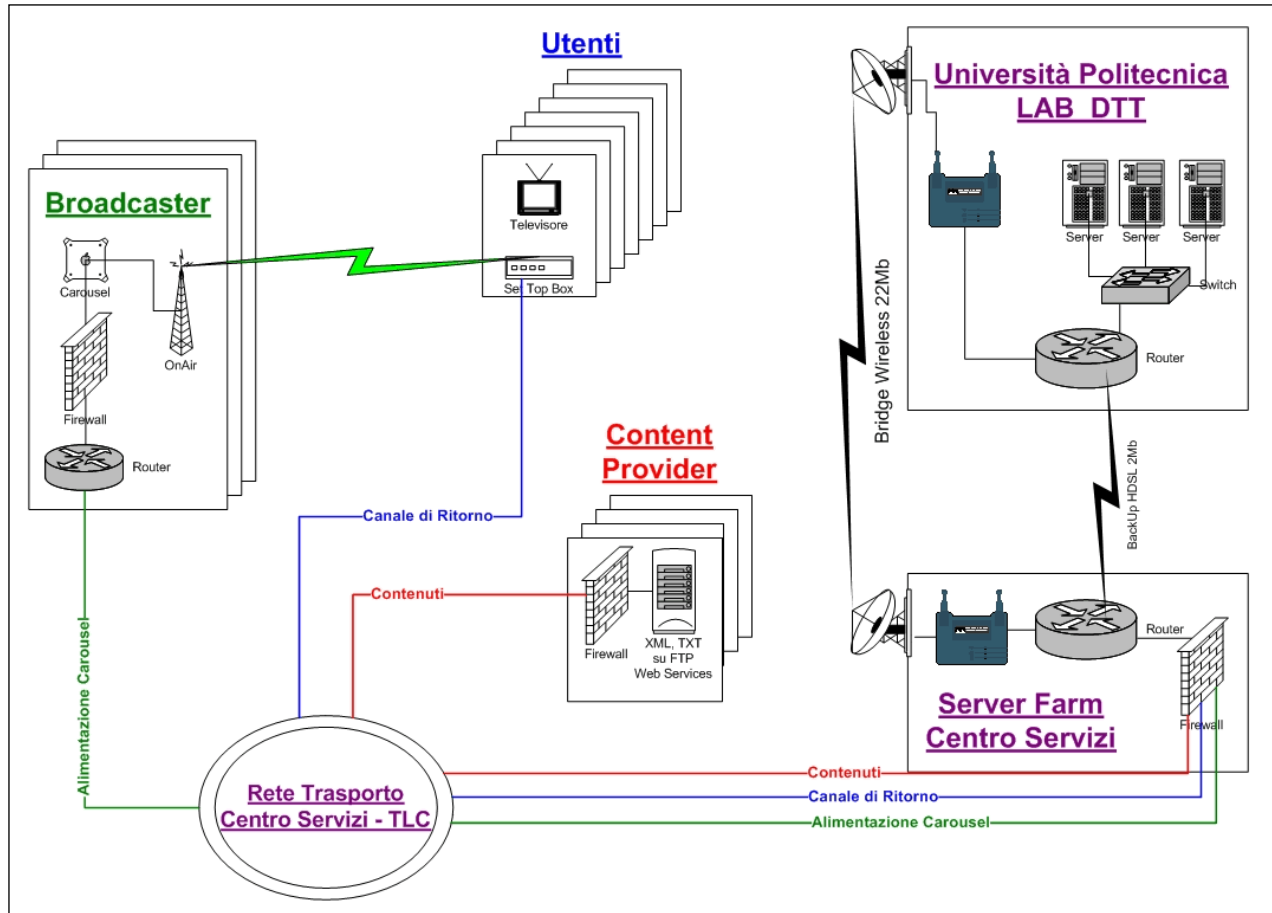 Utenti
Televisore
Set Top Box
Broadcaster
Carousel
OnAir
Firewall
Router
Università Politecnica
LAB DTT
Server
Server
Server
Switch
Router
Bridge Wireless 22Mb
BackUp HDSL 2Mb
Content
Provider
Firewall
XML, TXT
su FTP
Web Services
Canale di Ritorno
Contenuti
Alimentazione Carousel
Rete Trasporto
Centro Servizi - TLC
Router
Firewall
Server Farm
Centro Servizi
Contenuti
Canale di Ritorno
Alimentazione Carousel